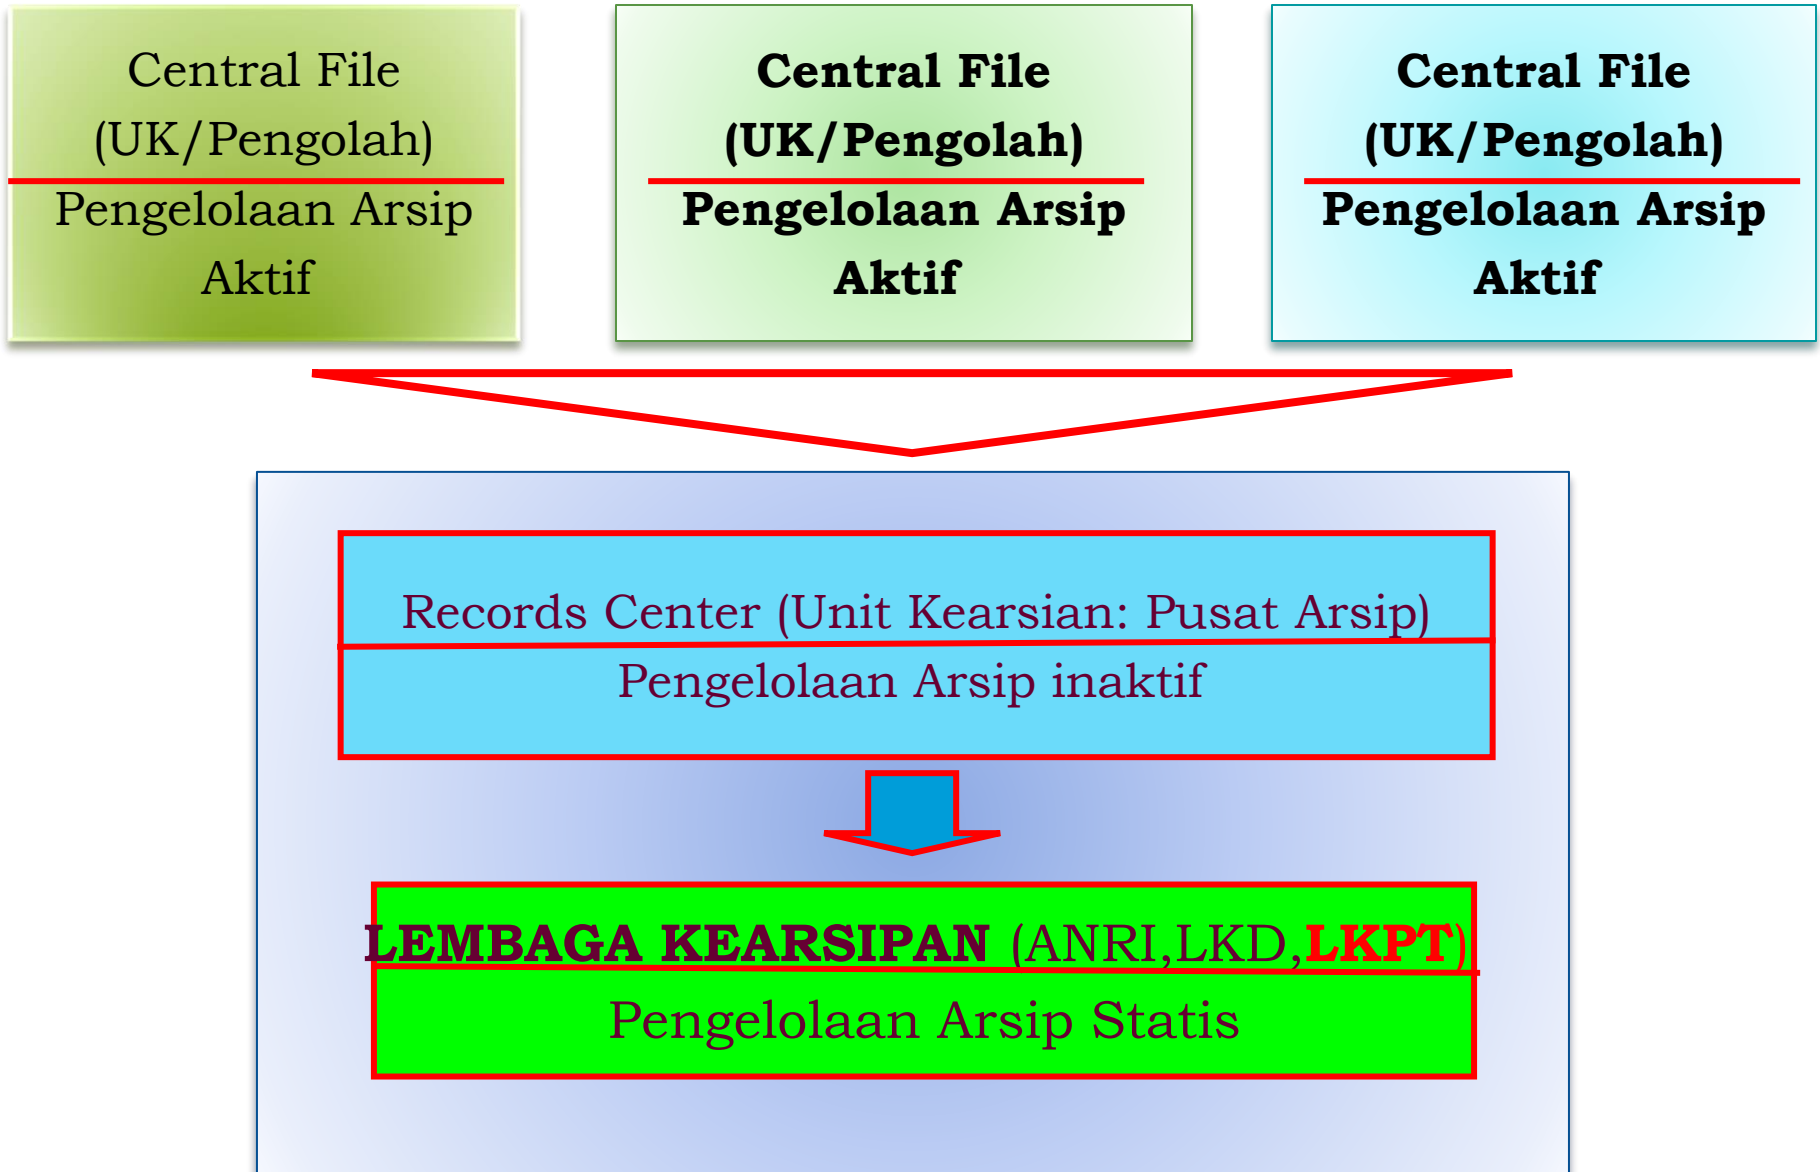 Central File
(UK/Pengolah)
Pengelolaan Arsip
Aktif
Central File
(UK/Pengolah)
Pengelolaan Arsip
Aktif
Central File
(UK/Pengolah)
Pengelolaan Arsip
Aktif
Records Center (Unit Kearsian: Pusat Arsip)
Pengelolaan Arsip inaktif
LEMBAGA KEARSIPAN (ANRI,LKD,LKPT)
Pengelolaan Arsip Statis